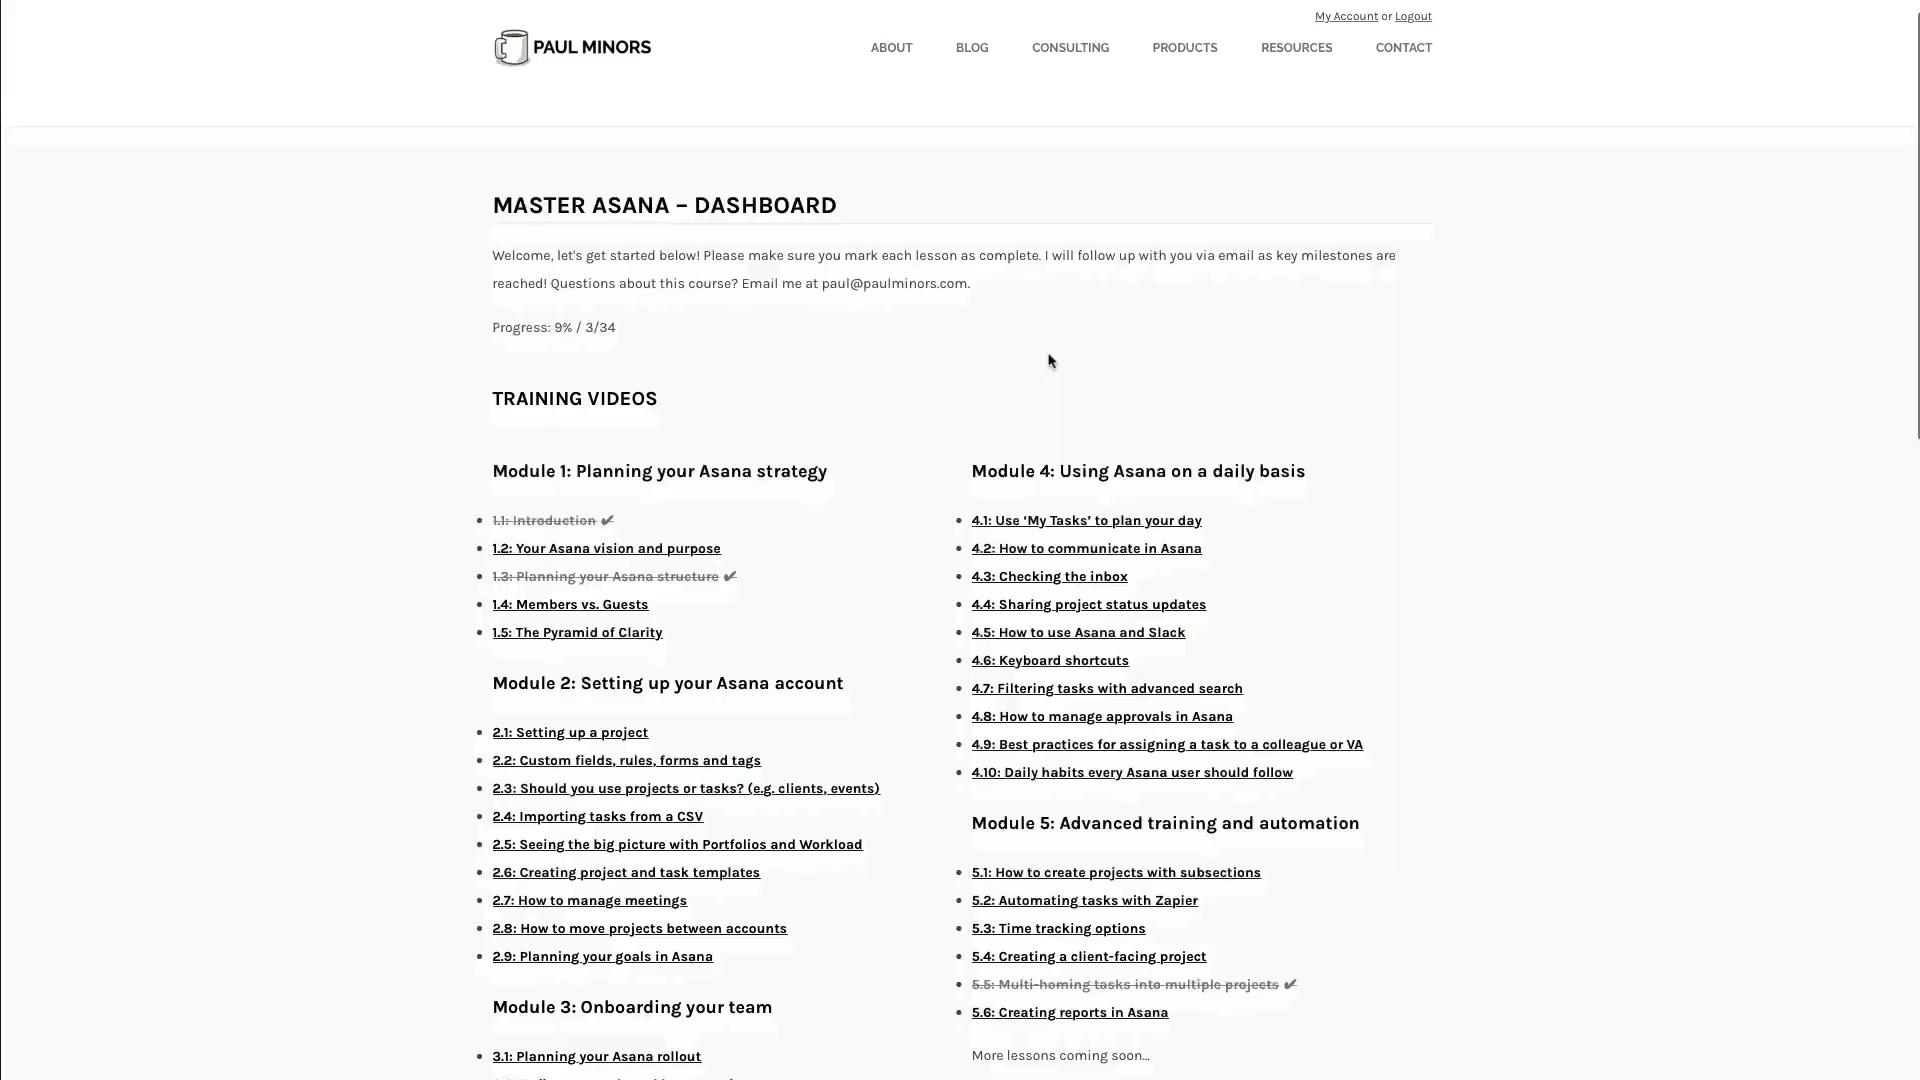 My Account or Logout
PAUL MINORS
ABOUT
BLOG
CONSULTING
PRODUCTS
RESOURCES
CONTACT
MASTER ASANA – DASHBOARD
Welcome, let's get started below! Please make sure you mark each lesson as complete. I will follow up with you via email as key milestones are
reached! Questions about this course? Email me at paul@paulminors.com.
Progress: 9% / 3/34
TRAINING VIDEOS
Module 1: Planning your Asana strategy
1.1: Introduction ✔
1.2: Your Asana vision and purpose
1.3: Planning your Asana structure ✔
1.4: Members vs. Guests
1.5: The Pyramid of Clarity
Module 2: Setting up your Asana account
2.1: Setting up a project
2.2: Custom fields, rules, forms and tags
2.3: Should you use projects or tasks? (e.g. clients, events)
2.4: Importing tasks from a CSV
2.5: Seeing the big picture with Portfolios and Workload
2.6: Creating project and task templates
2.7: How to manage meetings
2.8: How to move projects between accounts
2.9: Planning your goals in Asana
Module 3: Onboarding your team
3.1: Planning your Asana rollout
Module 4: Using Asana on a daily basis
4.1: Use ‘My Tasks’ to plan your day
4.2: How to communicate in Asana
4.3: Checking the inbox
4.4: Sharing project status updates
4.5: How to use Asana and Slack
4.6: Keyboard shortcuts
4.7: Filtering tasks with advanced search
4.8: How to manage approvals in Asana
4.9: Best practices for assigning a task to a colleague or VA
4.10: Daily habits every Asana user should follow
Module 5: Advanced training and automation
5.1: How to create projects with subsections
5.2: Automating tasks with Zapier
5.3: Time tracking options
5.4: Creating a client-facing project
5.5: Multi-homing tasks into multiple projects ✔
5.6: Creating reports in Asana
More lessons coming soon...